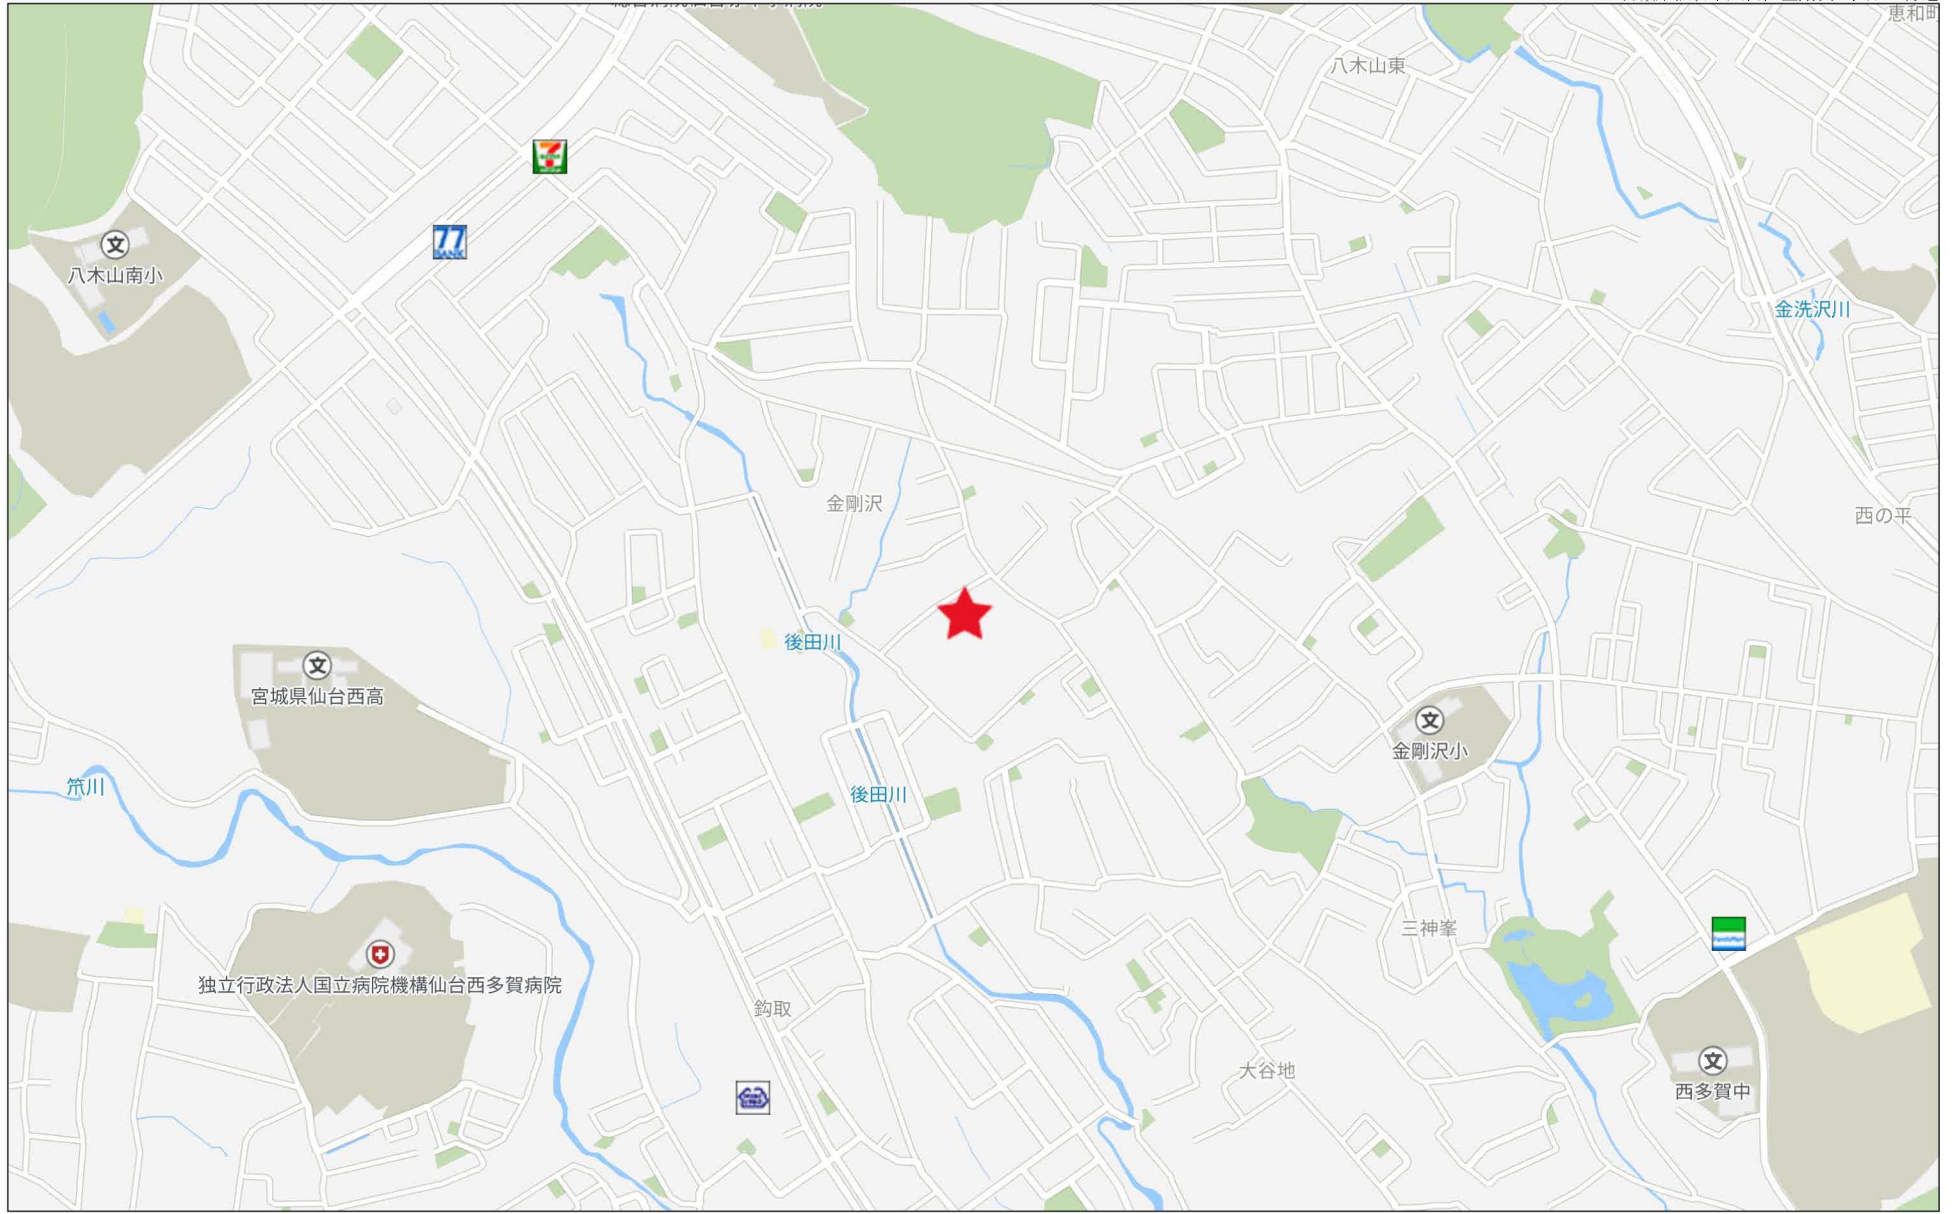 恵和町
八木山東
八木山南小
77
BANK
金洗沢川
金剛沢
西の平
後田川
宮城県仙台西高
金剛沢小
笊川
後田川
三神峯
独立行政法人国立病院機構仙台西多賀病院
鈎取
大谷地
西多賀中